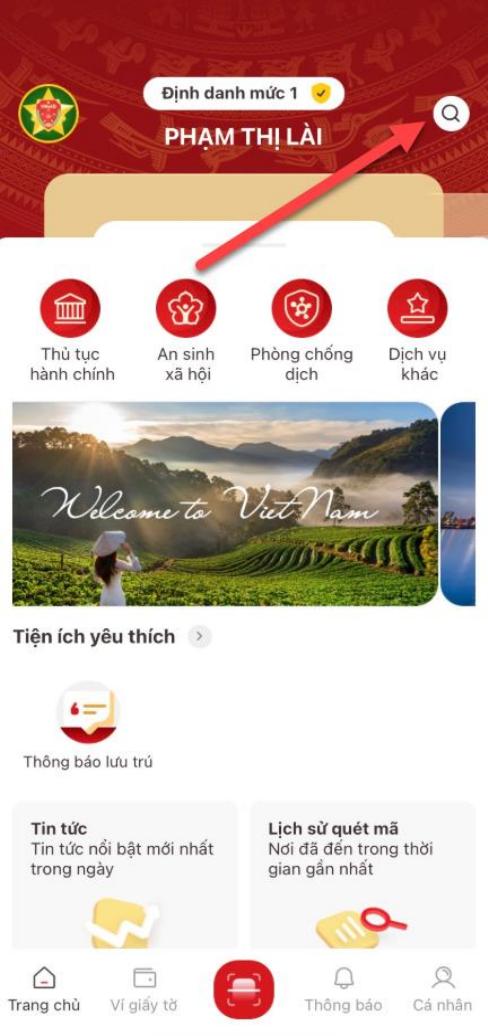 Định danh mức 1
PHẠM THỊ LÀI
Thủ tục
hành chính
An sinh
xã hội
Phòng chống
dịch
Dịch vụ
khác
Welcome to Viet Nam
Tiện ích yêu thích
Thông báo lưu trú
Tin tức
Tin tức nổi bật mới nhất
trong ngày
Lịch sử quét mã
Nơi đã đến trong thời
gian gần nhất
Trang chủ
Ví giấy tờ
Thông báo
Cá nhân